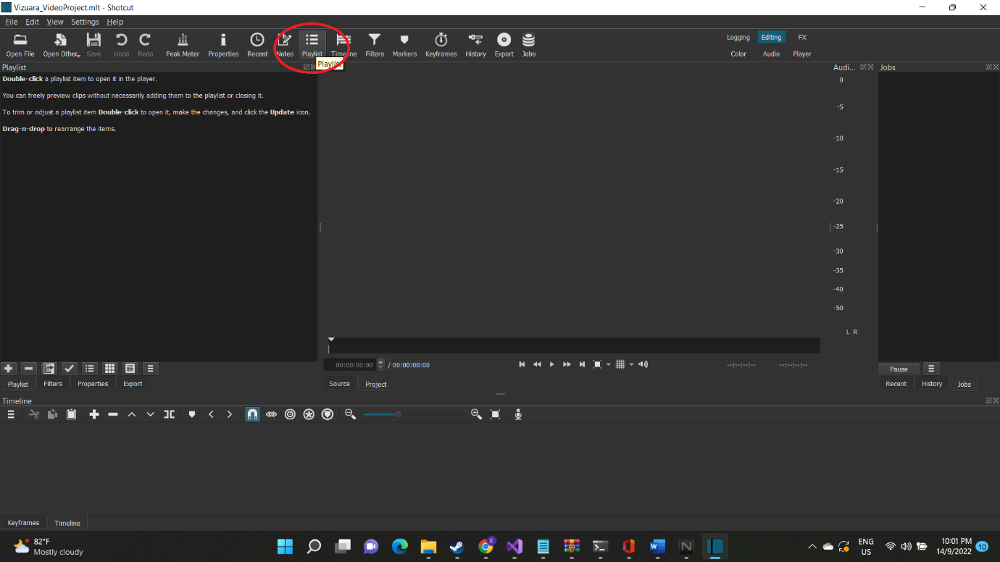 Vizuara_VideoProject.mlt - Shotcut
File Edit View Settings Help
Open File Open Other... Save Undo Redo Peak Meter Properties Recent Notes Playlist Timeline Filters Markers Keyframes History Export Jobs
Logging Editing FX
Color Audio Player
Playlist
Playlist
Audi...
Jobs
Double-click a playlist item to open it in the player.
You can freely preview clips without necessarily adding them to the playlist or closing it.
To trim or adjust a playlist item Double-click to open it, make the changes, and click the Update icon.
Drag-n-drop to rearrange the items.
0
-5
-10
-15
-20
-25
-30
-35
-40
-50
L R
00:00:00:00 / 00:00:00:00
--:--:--:-- --:--:--:--
Pause
Playlist Filters Properties Export
Source Project
Recent History Jobs
Timeline
Keyframes Timeline
82°F
Mostly cloudy
E
N
ENG
US
10:01 PM
14/9/2022
10